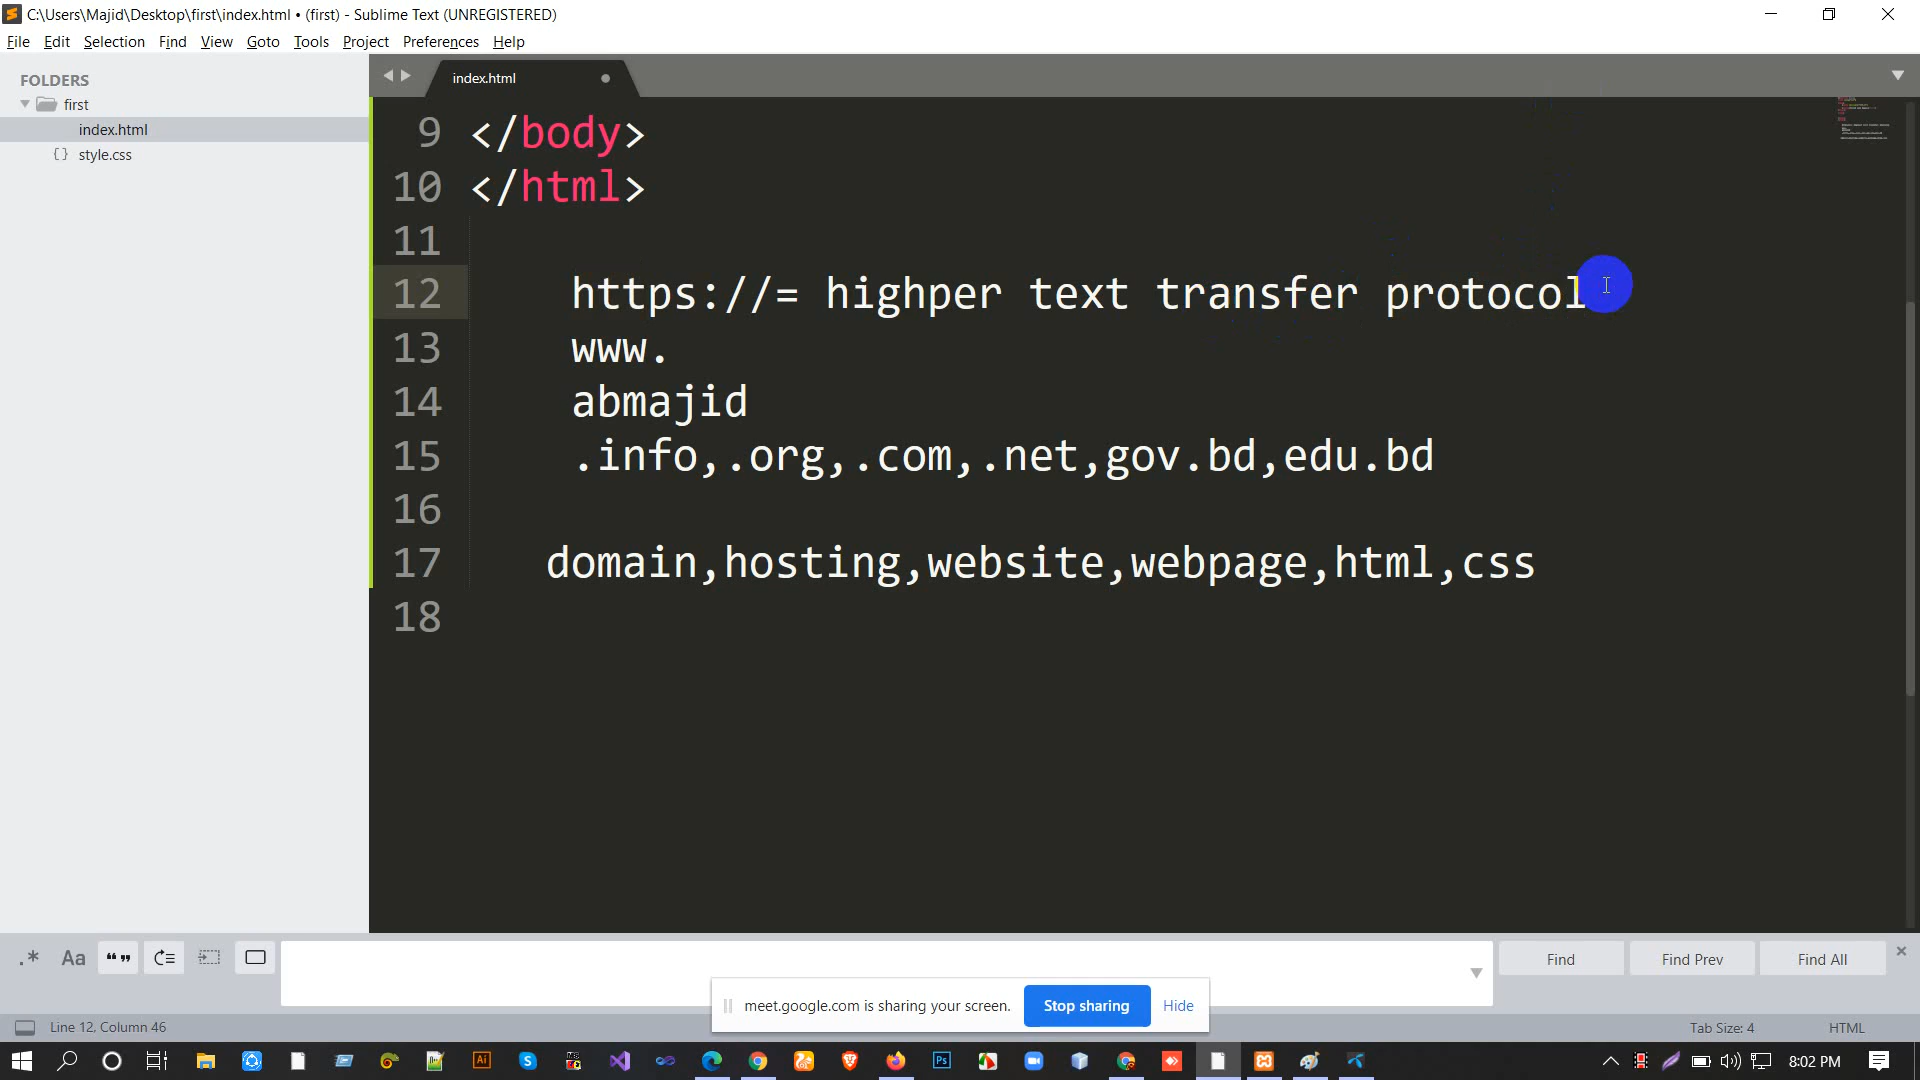 C:\Users\Majid\Desktop\first\index.html • (first) - Sublime Text (UNREGISTERED)
File Edit Selection Find View Goto Tools Project Preferences Help
FOLDERS
first
index.html
{} style.css
index.html
9 </body>
10 </html>
11
12 https://= highper text transfer protocol
13 www.
14 abmajid
15 .info,.org,.com,.net,gov.bd,edu.bd
16
17 domain,hosting,website,webpage,html,css
18
.* Aa “” Find Find Prev Find All
meet.google.com is sharing your screen. Stop sharing Hide
Line 12, Column 46 Tab Size: 4 HTML
8:02 PM